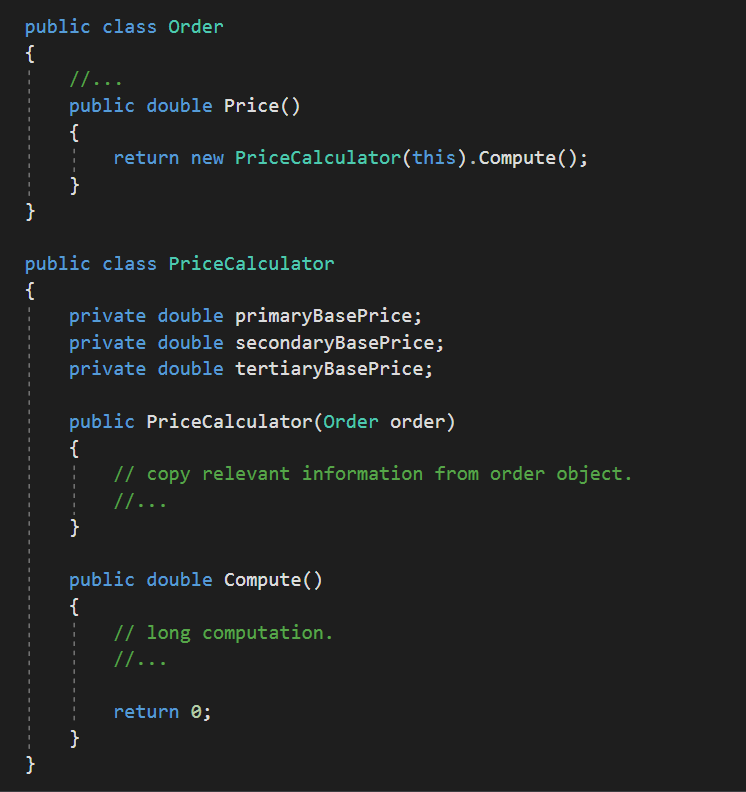 public class Order
{
    //...
    public double Price()
    {
        return new PriceCalculator(this).Compute();
    }
}

public class PriceCalculator
{
    private double primaryBasePrice;
    private double secondaryBasePrice;
    private double tertiaryBasePrice;

    public PriceCalculator(Order order)
    {
        // copy relevant information from order object.
        //...
    }

    public double Compute()
    {
        // long computation.
        //...

        return 0;
    }
}